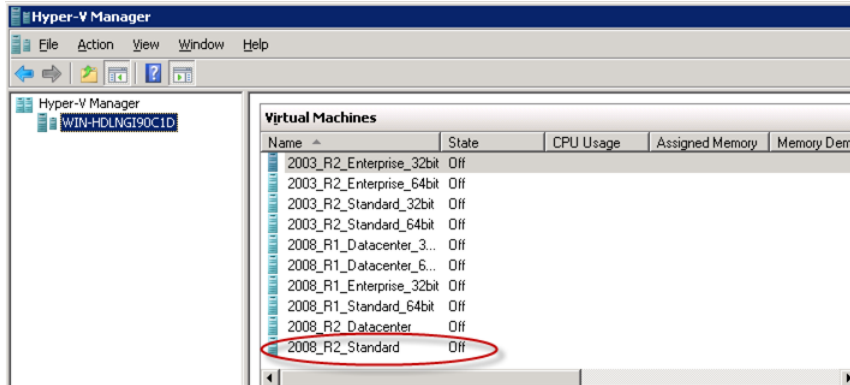 Hyper-V Manager
File Action View Window Help
Hyper-V Manager
WIN-HDLNGI90C1D
Virtual Machines
Name State CPU Usage Assigned Memory Memory Dem
2003_R2_Enterprise_32bit Off
2003_R2_Enterprise_64bit Off
2003_R2_Standard_32bit Off
2003_R2_Standard_64bit Off
2008_R1_Datacenter_3... Off
2008_R1_Datacenter_6... Off
2008_R1_Enterprise_32bit Off
2008_R1_Standard_64bit Off
2008_R2_Datacenter Off
2008_R2_Standard Off